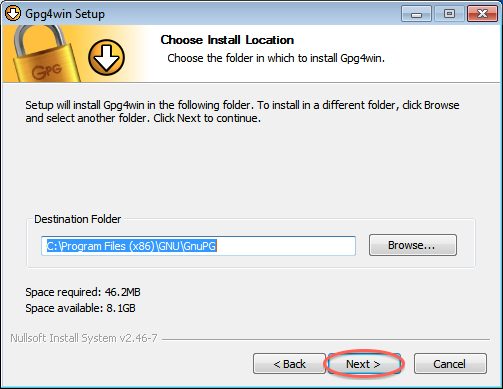 Gpg4win Setup
Choose Install Location
Choose the folder in which to install Gpg4win.
GPG
Setup will install Gpg4win in the following folder. To install in a different folder, click Browse
and select another folder. Click Next to continue.
Destination Folder
C:\Program Files (x86)\GNU\GnuPG
Browse...
Space required: 46.2MB
Space available: 8.1GB
Nullsoft Install System v2.46-7
< Back
Next >
Cancel